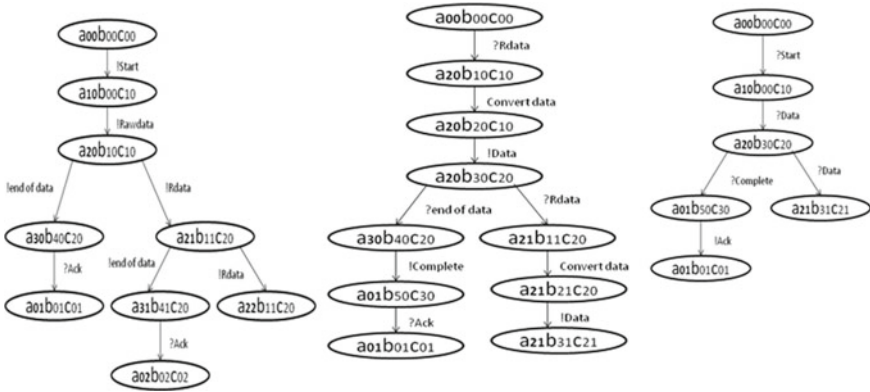 a00b00c00
!Start
a10b00c10
!Rawdata
a20b10c10
!end of data
!Rdata
a30b40c20
a21b11c20
?Ack
!end of data
!Rdata
a01b01c01
a31b41c20
a22b11c20
?Ack
a02b02c02
a00b00c00
?Rdata
a20b10c10
Convert data
a20b20c10
!Data
a20b30c20
?end of data
?Rdata
a30b40c20
a21b11c20
!Complete
Convert data
a01b50c30
a21b21c20
?Ack
!Data
a01b01c01
a21b31c21
a00b00c00
?Start
a10b00c10
?Data
a20b30c20
?Complete
?Data
a01b50c30
a21b31c21
!Ack
a01b01c01